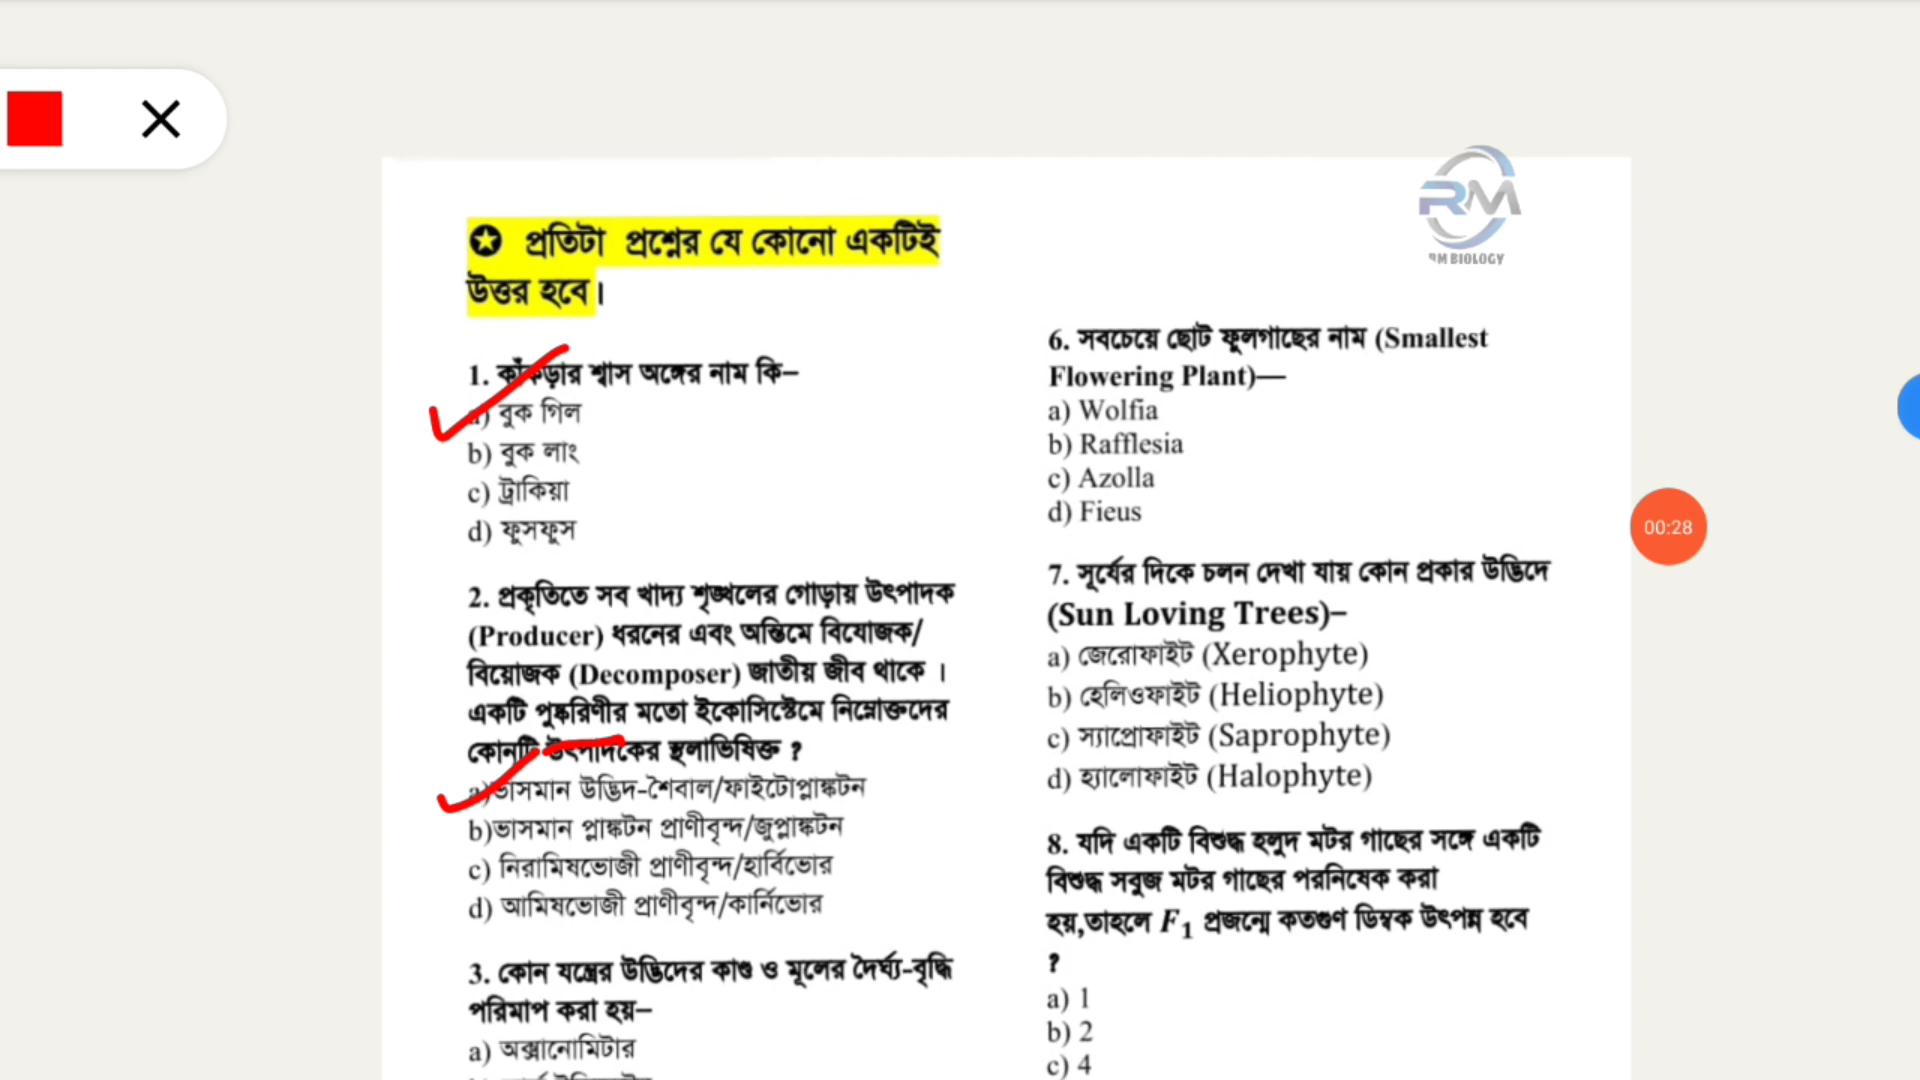 ✪ প্রতিটা প্রশ্নের যে কোনো একটিই
উত্তর হবে।
1. কাঁকড়ার শ্বাস অঙ্গের নাম কি–
a) বুক গিল
b) বুক লাং
c) ট্রাকিয়া
d) ফুসফুস
2. প্রকৃতিতে সব খাদ্য শৃঙ্খলের গোড়ায় উৎপাদক
(Producer) ধরনের এবং অন্তিমে বিযোজক/
বিয়োজক (Decomposer) জাতীয় জীব থাকে ।
একটি পুষ্করিণীর মতো ইকোসিস্টেমে নিম্নোক্তদের
কোনটি উৎপাদকের স্থলাভিষিক্ত ?
a)ভাসমান উদ্ভিদ-শৈবাল/ফাইটোপ্লাঙ্কটন
b)ভাসমান প্লাঙ্কটন প্রাণীবৃন্দ/জুপ্লাঙ্কটন
c) নিরামিষভোজী প্রাণীবৃন্দ/হার্বিভোর
d) আমিষভোজী প্রাণীবৃন্দ/কার্নিভোর
3. কোন যন্ত্রের উদ্ভিদের কাণ্ড ও মূলের দৈর্ঘ্য-বৃদ্ধি
পরিমাপ করা হয়–
a) অক্সানোমিটার
RM
RM BIOLOGY
6. সবচেয়ে ছোট ফুলগাছের নাম (Smallest
Flowering Plant)—
a) Wolfia
b) Rafflesia
c) Azolla
d) Fieus
7. সূর্যের দিকে চলন দেখা যায় কোন প্রকার উদ্ভিদে
(Sun Loving Trees)–
a) জেরোফাইট (Xerophyte)
b) হেলিওফাইট (Heliophyte)
c) স্যাপ্রোফাইট (Saprophyte)
d) হ্যালোফাইট (Halophyte)
8. যদি একটি বিশুদ্ধ হলুদ মটর গাছের সঙ্গে একটি
বিশুদ্ধ সবুজ মটর গাছের পরনিষেক করা
হয়,তাহলে F₁ প্রজন্মে কতগুণ ডিম্বক উৎপন্ন হবে
?
a) 1
b) 2
c) 4
00:28